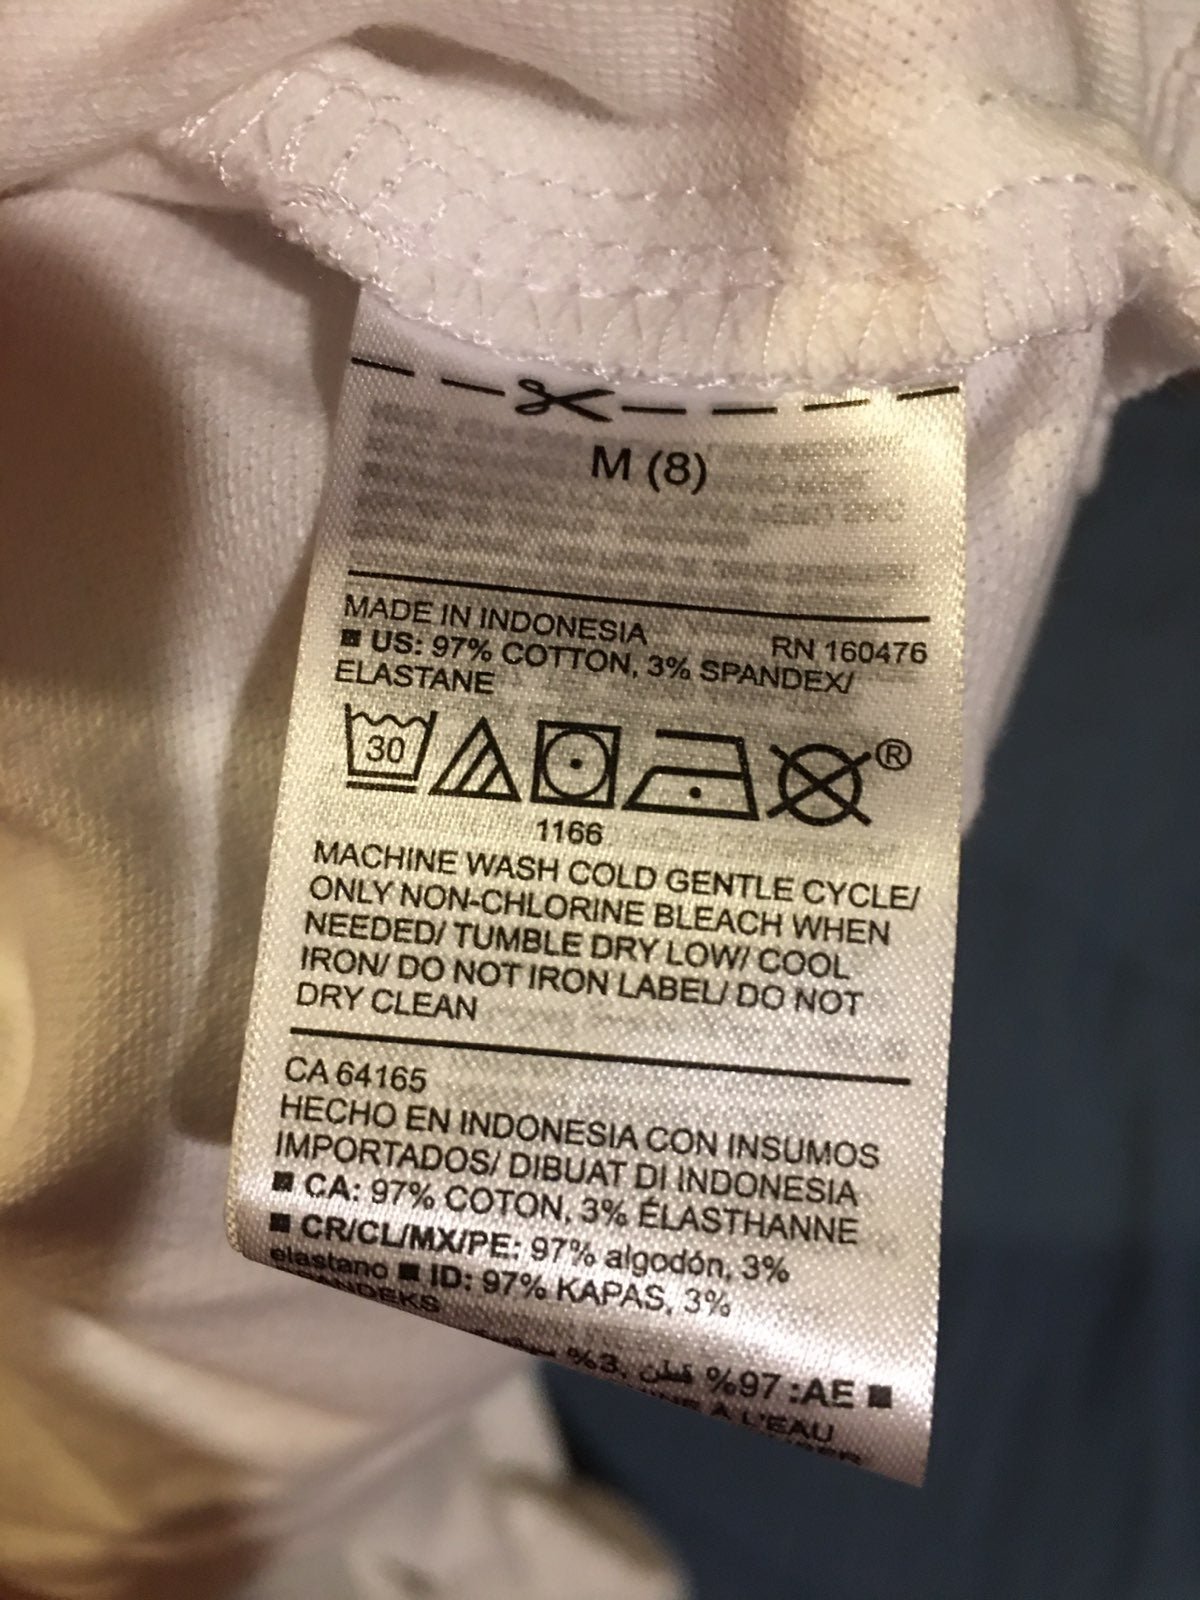 M (8)
MADE IN INDONESIA RN 160476
■ US: 97% COTTON, 3% SPANDEX/
ELASTANE
30
®
1166
MACHINE WASH COLD GENTLE CYCLE/
ONLY NON-CHLORINE BLEACH WHEN
NEEDED/ TUMBLE DRY LOW/ COOL
IRON/ DO NOT IRON LABEL/ DO NOT
DRY CLEAN
CA 64165
HECHO EN INDONESIA CON INSUMOS
IMPORTADOS/ DIBUAT DI INDONESIA
■ CA: 97% COTON, 3% ÉLASTHANNE
■ CR/CL/MX/PE: 97% algodón, 3%
elastano ■ ID: 97% KAPAS, 3%
■ AE: 97% قطن, 3%
A L'EAU